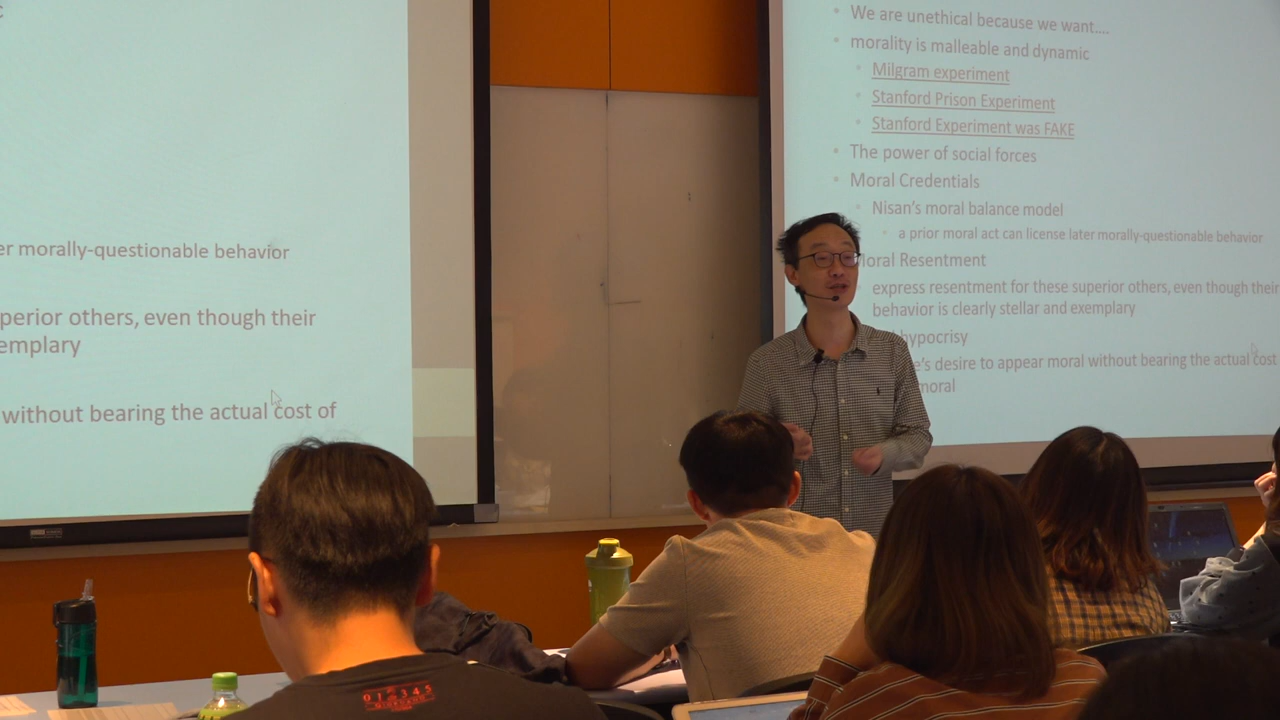 er morally-questionable behavior
perior others, even though their
emplary
without bearing the actual cost of
We are unethical because we want....
morality is malleable and dynamic
Milgram experiment
Stanford Prison Experiment
Stanford Experiment was FAKE
The power of social forces
Moral Credentials
Nisan's moral balance model
a prior moral act can license later morally-questionable behavior
oral Resentment
express resentment for these superior others, even though their
behavior is clearly stellar and exemplary
hypocrisy
e's desire to appear moral without bearing the actual cost
moral
012345